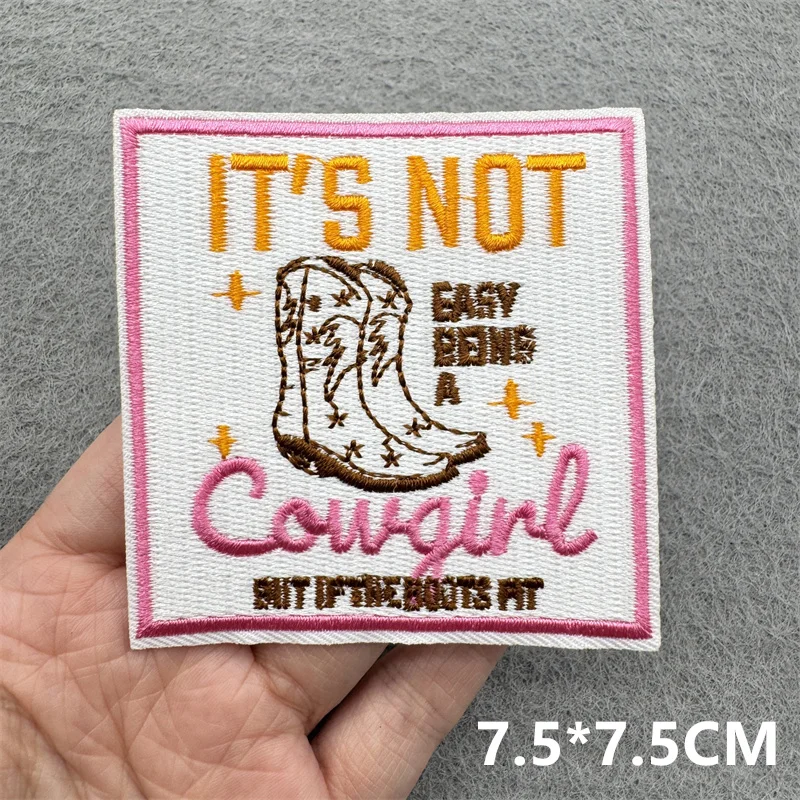 IT'S NOT
EASY
BEING
A
Cowgirl
BUT IF THE BOOTS FIT
7.5*7.5CM